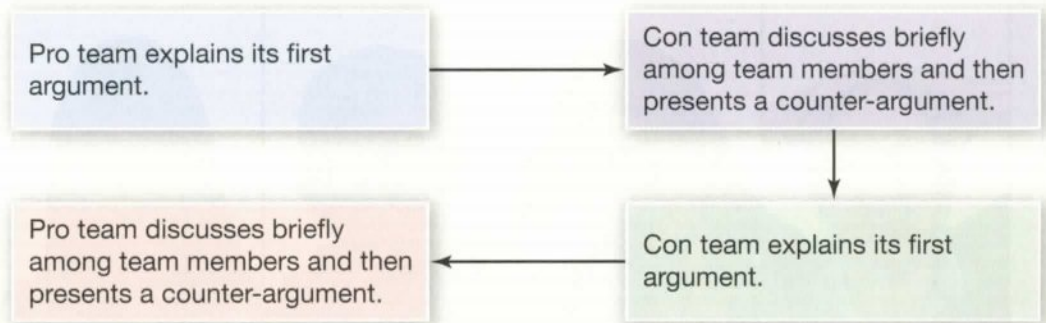 Pro team explains its first
argument.
Con team discusses briefly
among team members and then
presents a counter-argument.
Con team explains its first
argument.
Pro team discusses briefly
among team members and then
presents a counter-argument.